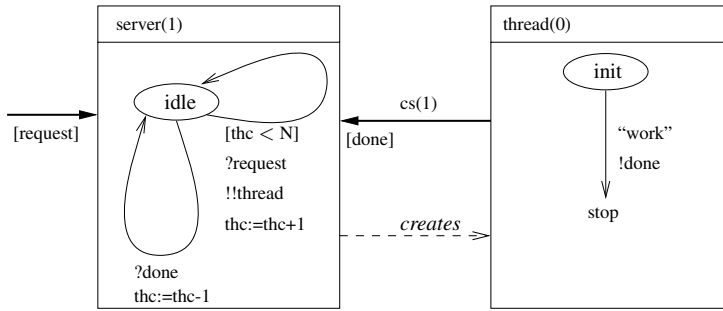 server(1)
thread(0)
idle
init
[request]
[thc < N]
?request
!!thread
thc:=thc+1
?done
thc:=thc-1
cs(1)
[done]
creates
“work”
!done
stop